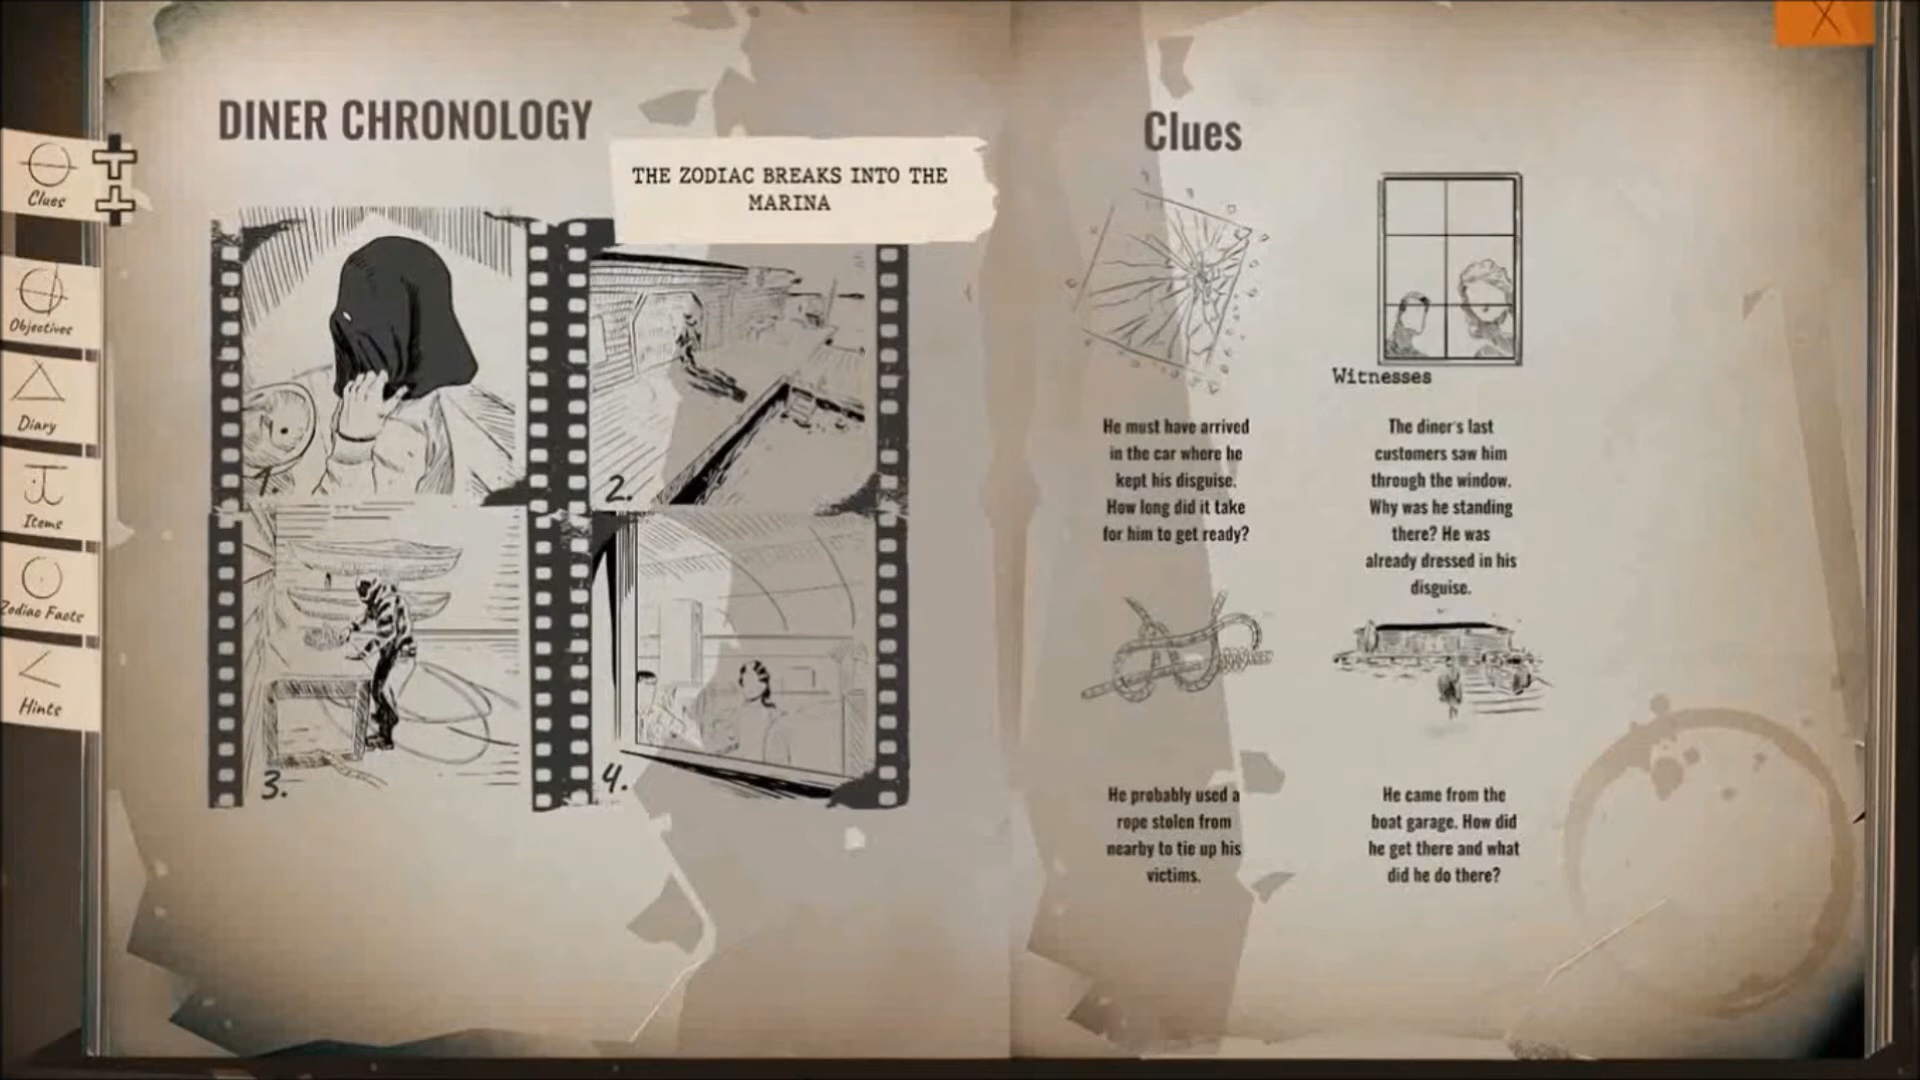 DINER CHRONOLOGY
THE ZODIAC BREAKS INTO THE
MARINA
1
2.
3.
4.
Clues
Objectives
Diary
Items
Zodiac Facts
Hints
X
Clues
Witnesses
He must have arrived
in the car where he
kept his disguise.
How long did it take
for him to get ready?
The diner's last
customers saw him
through the window.
Why was he standing
there? He was
already dressed in his
disguise.
He probably used a
rope stolen from
nearby to tie up his
victims.
He came from the
boat garage. How did
he get there and what
did he do there?